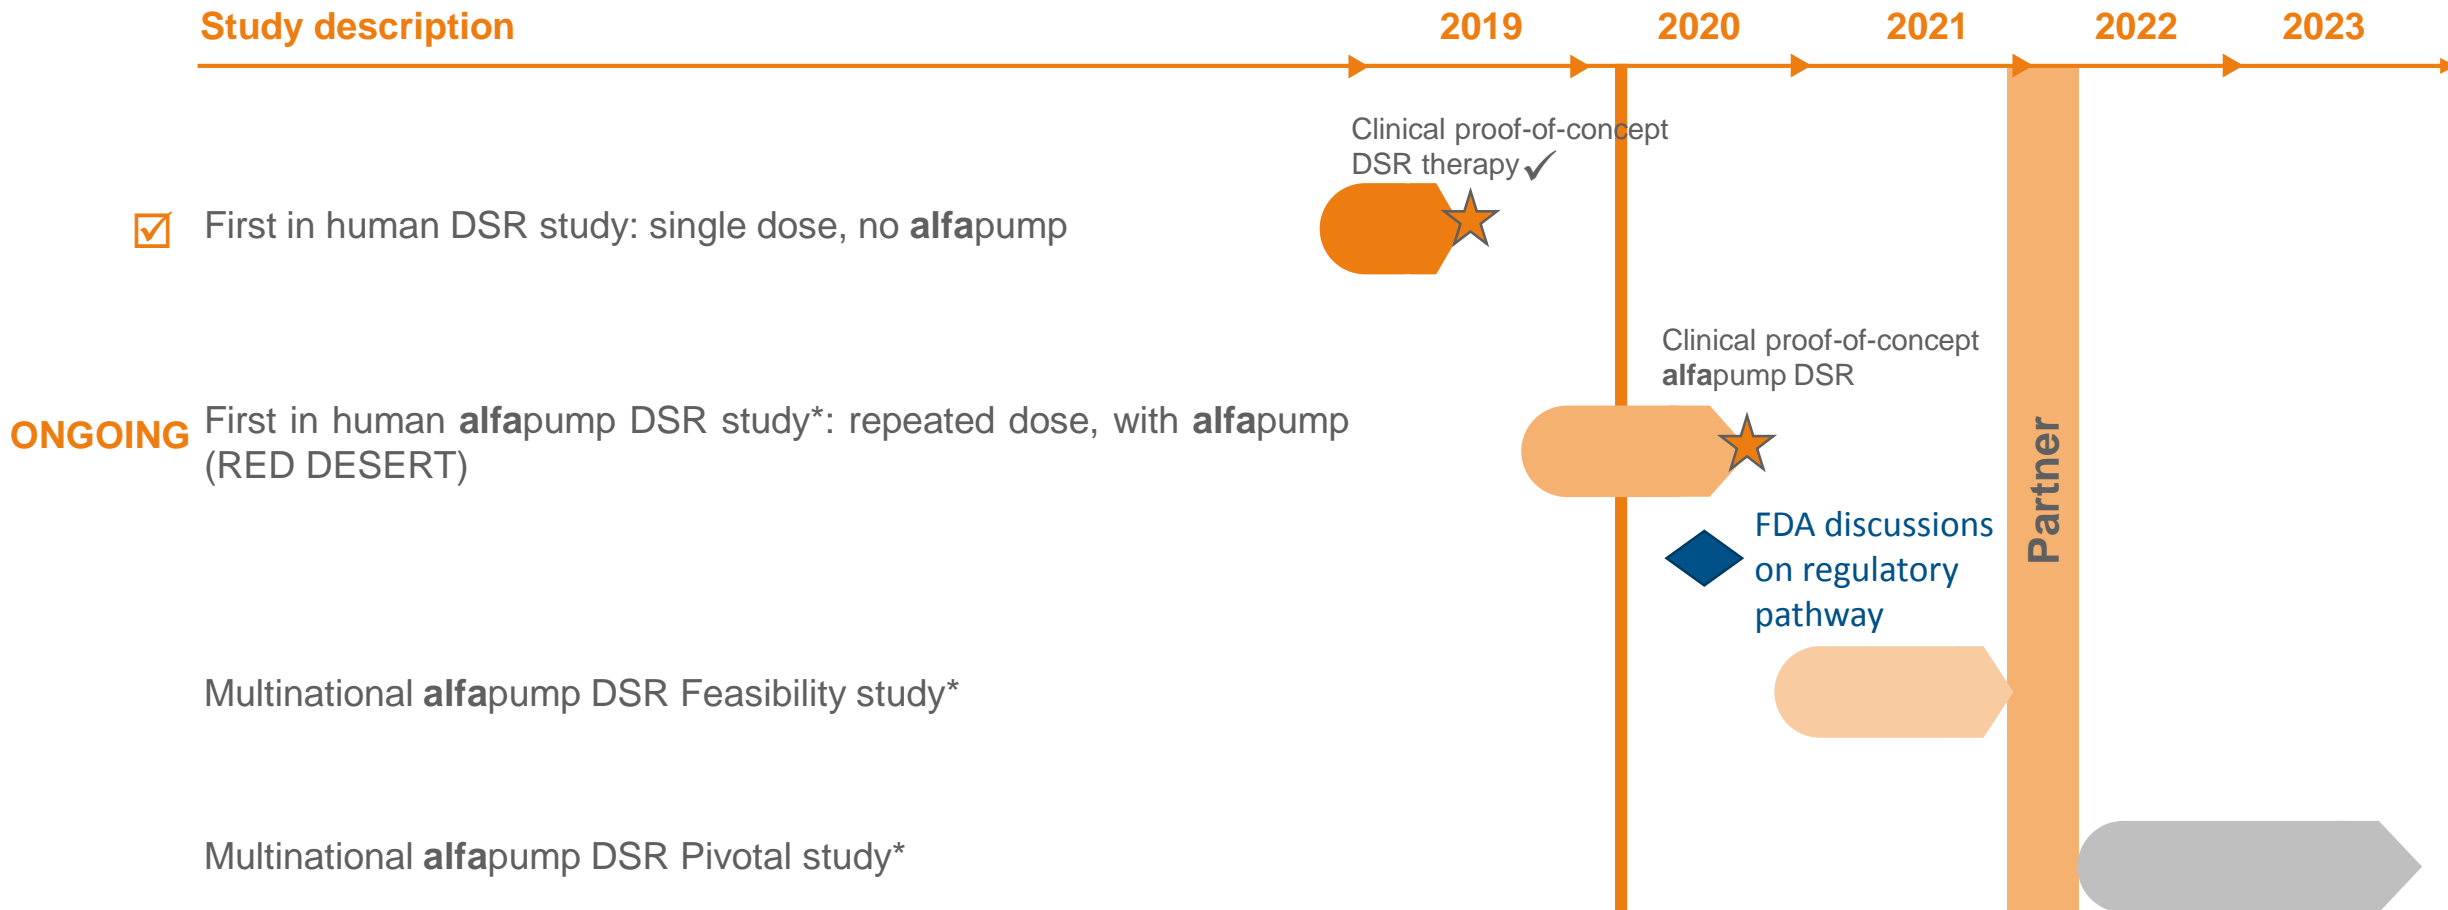 Study description 2019 2020 2021 2022 2023
Clinical proof-of-concept
DSR therapy✓
First in human DSR study: single dose, no alfapump
Clinical proof-of-concept
alfapump DSR
ONGOING
First in human alfapump DSR study*: repeated dose, with alfapump
(RED DESERT)
Partner
FDA discussions
on regulatory
pathway
Multinational alfapump DSR Feasibility study*
Multinational alfapump DSR Pivotal study*